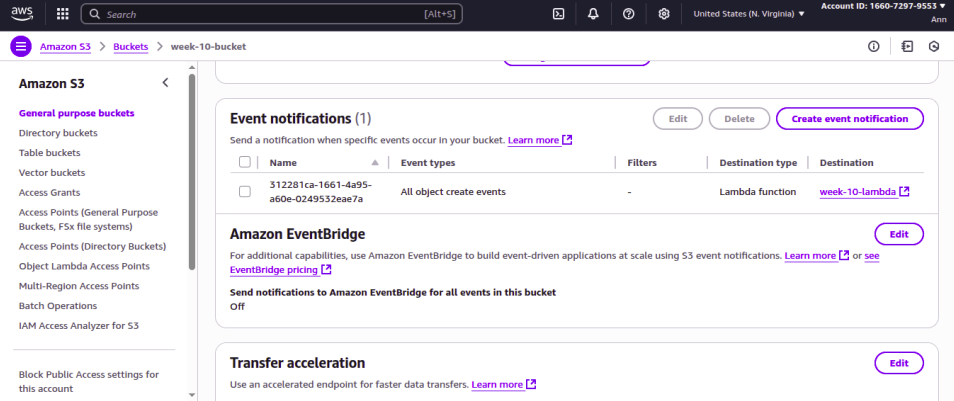 aws
Search
[Alt+S]
United States (N. Virginia)
Account ID: 1660-7297-9553
Ann
Amazon S3 > Buckets > week-10-bucket
Amazon S3
General purpose buckets
Directory buckets
Table buckets
Vector buckets
Access Grants
Access Points (General Purpose
Buckets, FSx file systems)
Access Points (Directory Buckets)
Object Lambda Access Points
Multi-Region Access Points
Batch Operations
IAM Access Analyzer for S3
Block Public Access settings for
this account
Event notifications (1)
Edit
Delete
Create event notification
Send a notification when specific events occur in your bucket. Learn more
Name
Event types
Filters
Destination type
Destination
312281ca-1661-4a95-
a60e-0249532eae7a
All object create events
-
Lambda function
week-10-lambda
Amazon EventBridge
Edit
For additional capabilities, use Amazon EventBridge to build event-driven applications at scale using S3 event notifications. Learn more or see
EventBridge pricing
Send notifications to Amazon EventBridge for all events in this bucket
Off
Transfer acceleration
Edit
Use an accelerated endpoint for faster data transfers. Learn more